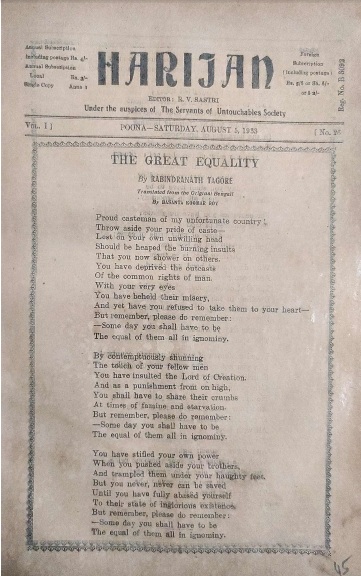 Annual Subscription
Including postage Rs. 4/-
Annual Subscription
Local Rs. 3/-
Single Copy Anna 1
HARIJAN
Foreign
Subscription
(including postage)
Reg. No. B 3092
EDITOR: R. V. SASTRI
Under the auspices of The Servants of Untouchables Society
VOL. I ] POONA—SATURDAY, AUGUST 5, 1933 [ No. 26
THE GREAT EQUALITY
By RABINDRANATH TAGORE
Translated from the Original Bengali
By BASANTA KOOMAR ROY
Proud casteman of my unfortunate country!
Throw aside your pride of caste—
Lest on your own unwilling head
Should be heaped the burning insults
That you now shower on others.
You have deprived the outcasts
Of the common rights of man.
With your very eyes
You have beheld their misery,
And yet have you refused to take them to your heart—
But remember, please do remember:
—Some day you shall have to be
The equal of them all in ignominy.
By contemptuously shunning
The touch of your fellow men
You have insulted the Lord of Creation.
And as a punishment from on high,
You shall have to share their crumbs
At times of famine and starvation.
But remember, please do remember:
—Some day you shall have to be
The equal of them all in ignominy.
You have stifled your own power
When you pushed aside your brothers,
And trampled them under your haughty feet.
But you never, never can be saved
Until you have fully abased yourself
To their state of inglorious existence.
But remember, please do remember:
—Some day you shall have to be
The equal of them all in ignominy.
45